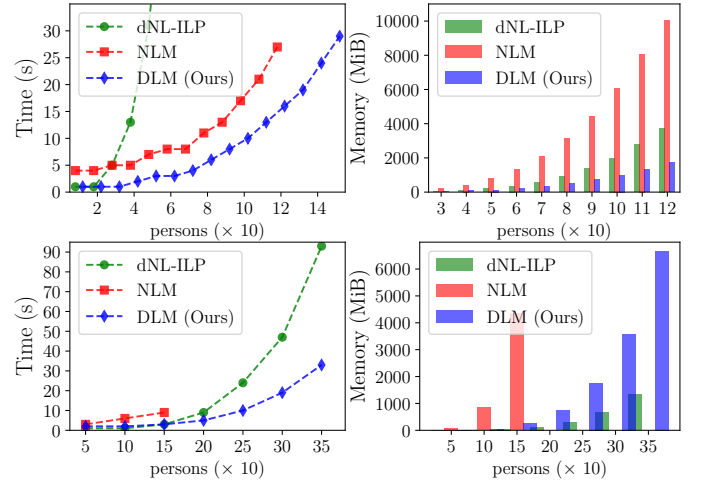 Time (s)
30
25
20
15
10
5
0
dNL-ILP
NLM
DLM (Ours)
2 4 6 8 10 12 14
persons (× 10)
Memory (MiB)
10000
8000
6000
4000
2000
0
dNL-ILP
NLM
DLM (Ours)
3 4 5 6 7 8 9 10 11 12
persons (× 10)
Time (s)
90
80
70
60
50
40
30
20
10
0
dNL-ILP
NLM
DLM (Ours)
5 10 15 20 25 30 35
persons (× 10)
Memory (MiB)
6000
5000
4000
3000
2000
1000
0
dNL-ILP
NLM
DLM (Ours)
5 10 15 20 25 30 35
persons (× 10)